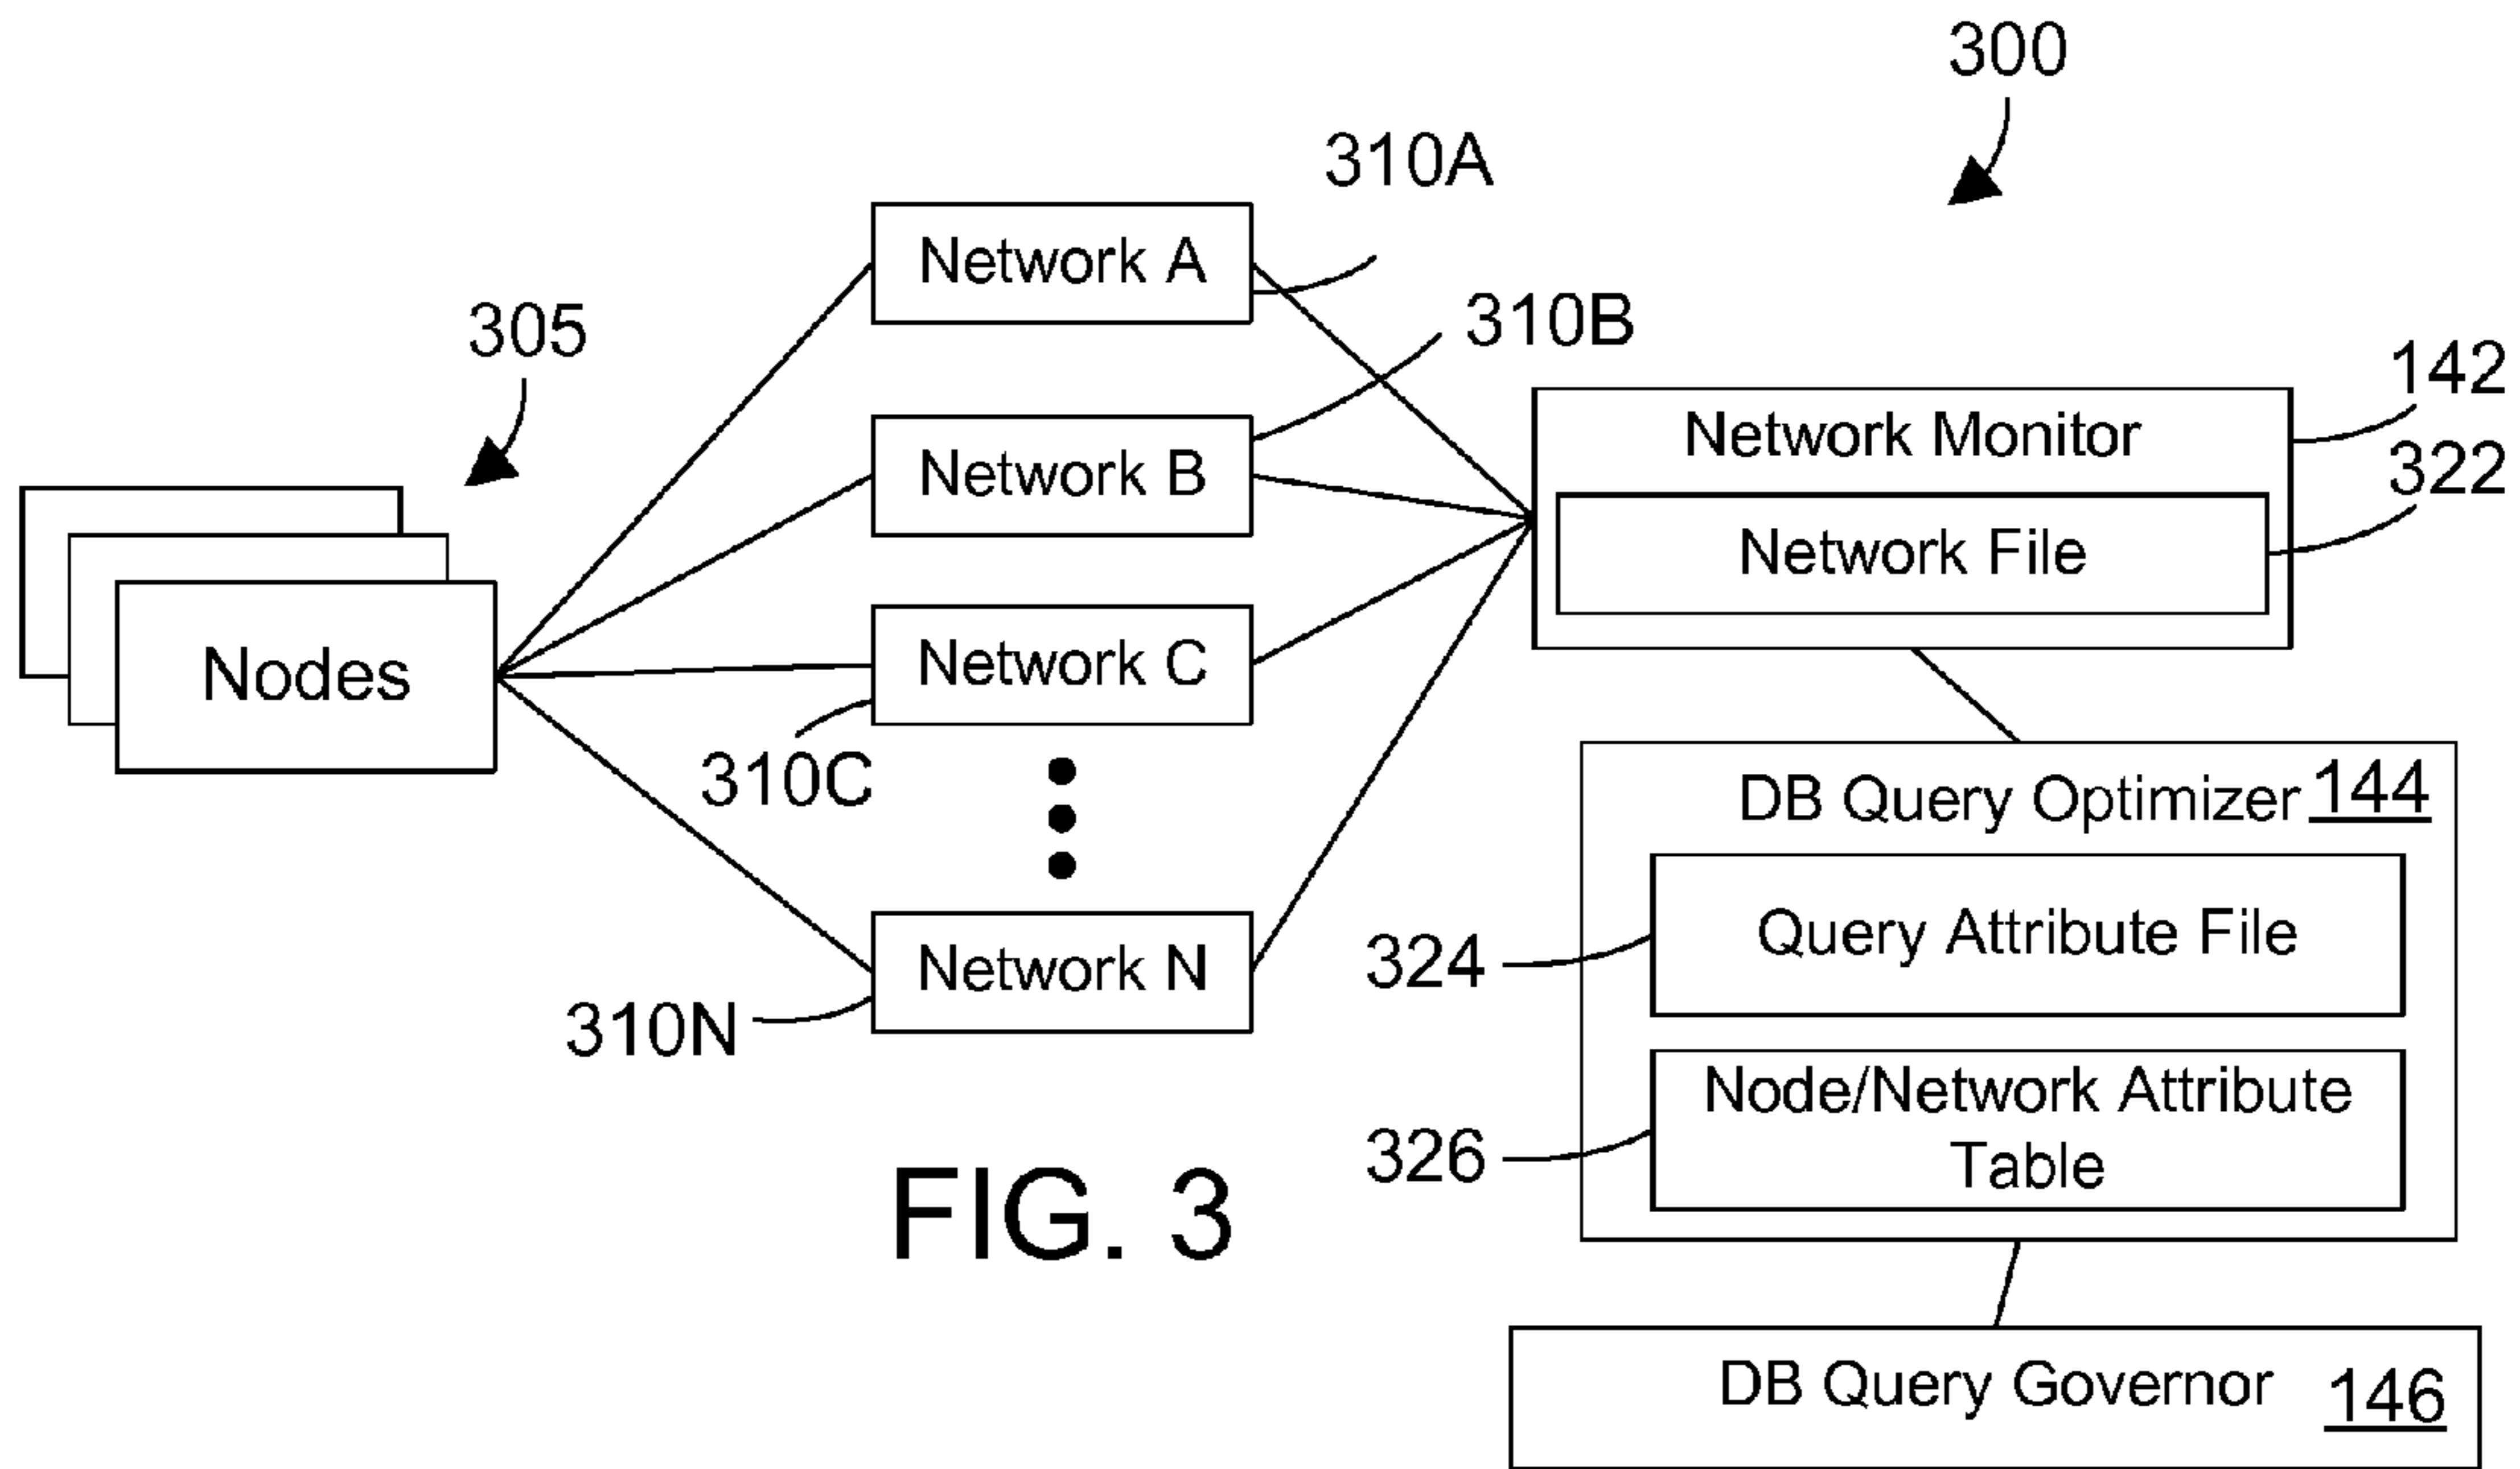 300
310A
Network A
305
310B
142
Network Monitor
Network B
322
Network File
Nodes
Network C
310C
DB Query Optimizer 144
Query Attribute File
324
Network N
310N
Node/Network Attribute
Table
326
FIG. 3
DB Query Governor 146